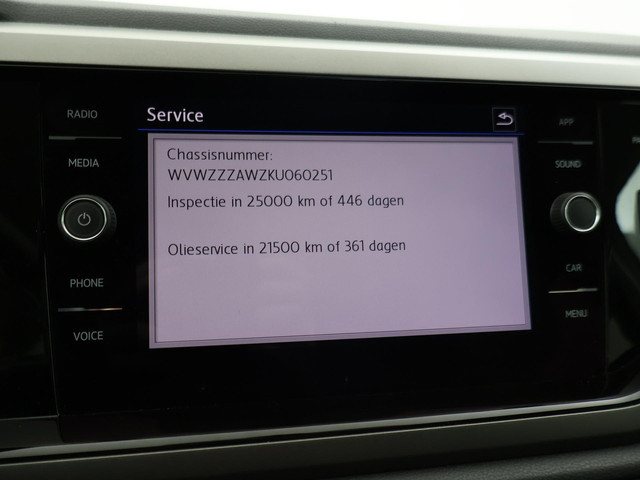 Service
Chassisnummer:
WVWZZZAWZKU060251
Inspectie in 25000 km of 446 dagen
Olieservice in 21500 km of 361 dagen
RADIO
MEDIA
PHONE
VOICE
APP
SOUND
CAR
MENU